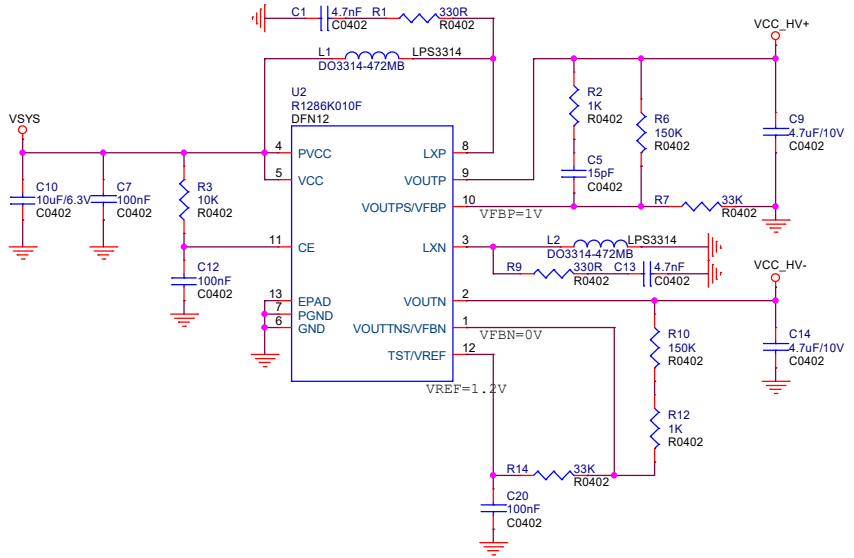 C1 4.7nF R1 330R
C0402 R0402
VCC_HV+
L1 LPS3314
DO3314-472MB
U2
R1286K010F
DFN12
VSYS
R2
1K
R0402
R6
150K
R0402
C9
4.7uF/10V
C0402
4 PVCC LXP 8
5 VCC VOUTP 9
C5
15pF
C0402
C10
10uF/6.3V
C0402
C7
100nF
C0402
R3
10K
R0402
VOUTPS/VFBP 10
VFBP=1V
R7 33K
R0402
11 CE LXN 3
L2 LPS3314
DO3314-472MB
R9 330R C13 4.7nF
R0402 C0402
C12
100nF
C0402
VCC_HV-
13 EPAD VOUTN 2
7 PGND
6 GND VOUTTNS/VFBN 1
VFBN=0V
TST/VREF 12
VREF=1.2V
R10
150K
R0402
C14
4.7uF/10V
C0402
R12
1K
R0402
R14 33K
R0402
C20
100nF
C0402